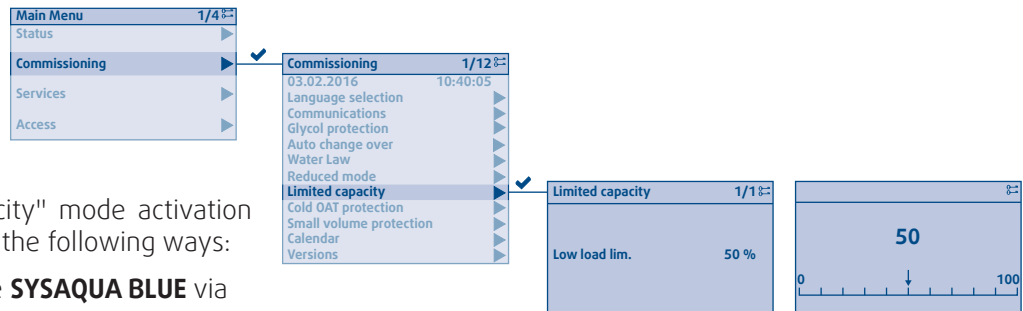 Main Menu 1/4
Status
Commissioning
Services
Access
Commissioning 1/12
03.02.2016 10:40:05
Language selection
Communications
Glycol protection
Auto change over
Water Law
Reduced mode
Limited capacity
Cold OAT protection
Small volume protection
Calendar
Versions
Limited capacity 1/1
Low load lim. 50 %
50
0 100
city" mode activation
the following ways:
SYSAQUA BLUE via